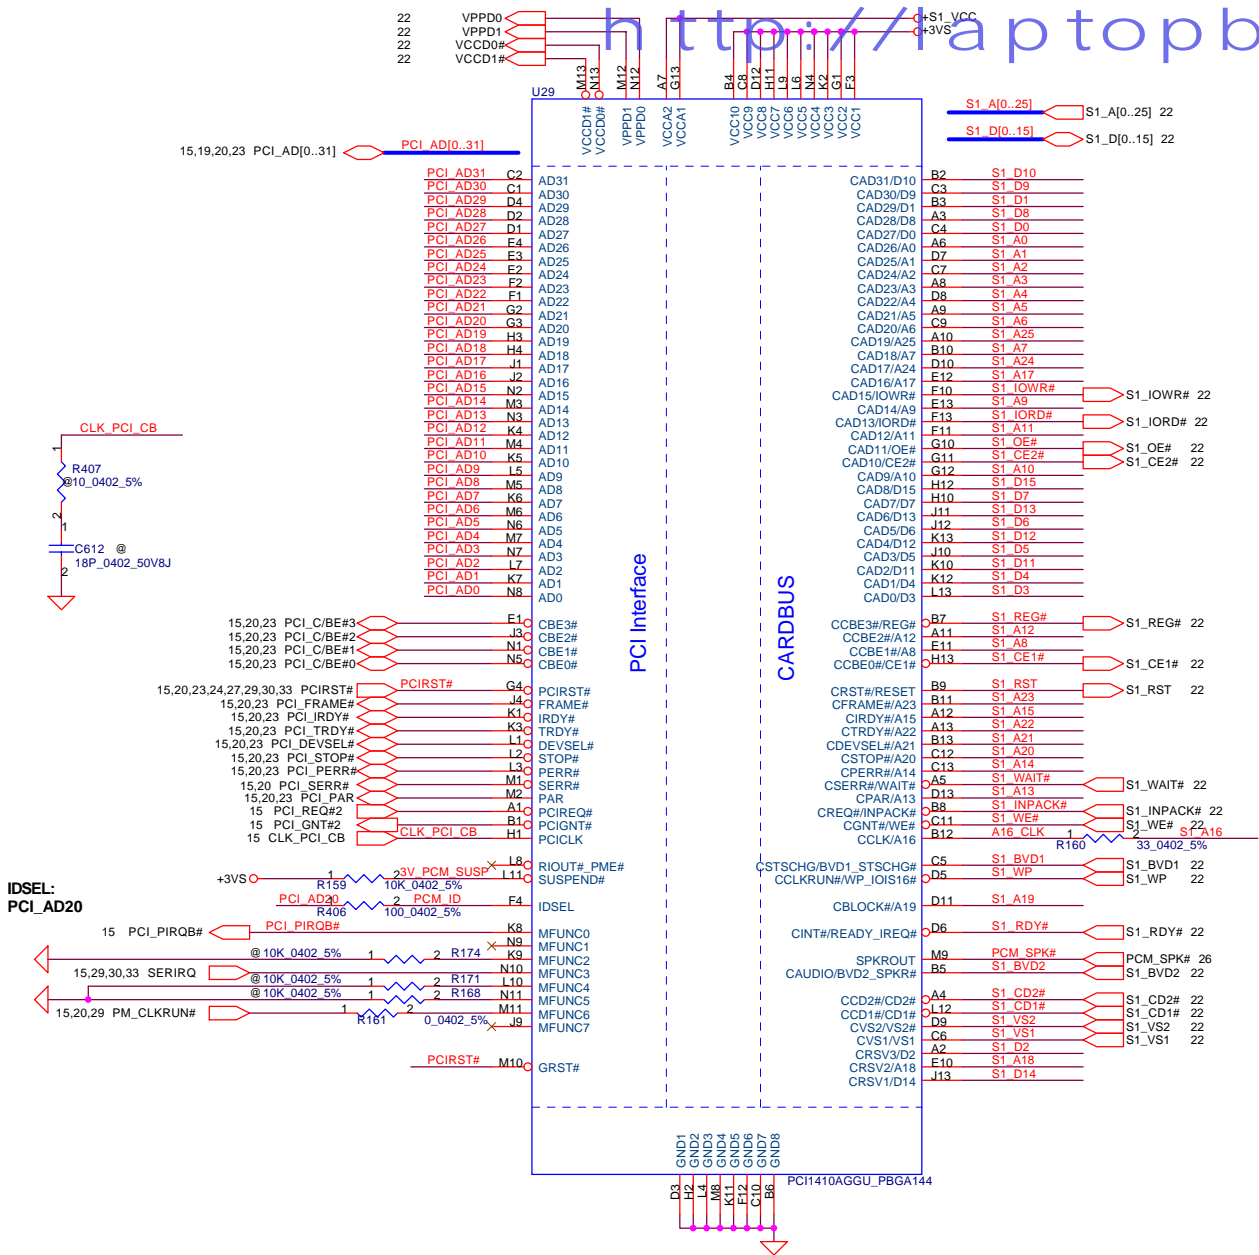 http://laptopb
22 VPPD0
22 VPPD1
22 VCCD0#
22 VCCD1#
+S1_VCC
+3VS
M13 N13 M12 N12 A7 G13 B4 C8 D12 H11 L9 L6 N4 K2 G1 F3
U29
VCCD1# VCCD0# VPPD1 VPPD0 VCCA2 VCCA1 VCC10 VCC9 VCC8 VCC7 VCC6 VCC5 VCC4 VCC3 VCC2 VCC1
S1_A[0..25] S1_A[0..25] 22
S1_D[0..15] S1_D[0..15] 22
15,19,20,23 PCI_AD[0..31] PCI_AD[0..31]
PCI_AD31 C2 AD31
PCI_AD30 C1 AD30
PCI_AD29 D4 AD29
PCI_AD28 D2 AD28
PCI_AD27 D1 AD27
PCI_AD26 E4 AD26
PCI_AD25 E3 AD25
PCI_AD24 E2 AD24
PCI_AD23 F2 AD23
PCI_AD22 F1 AD22
PCI_AD21 G2 AD21
PCI_AD20 G3 AD20
PCI_AD19 H3 AD19
PCI_AD18 H4 AD18
PCI_AD17 J1 AD17
PCI_AD16 J2 AD16
PCI_AD15 N2 AD15
PCI_AD14 M3 AD14
PCI_AD13 N3 AD13
PCI_AD12 K4 AD12
PCI_AD11 M4 AD11
PCI_AD10 K5 AD10
PCI_AD9 L5 AD9
PCI_AD8 M5 AD8
PCI_AD7 K6 AD7
PCI_AD6 M6 AD6
PCI_AD5 N6 AD5
PCI_AD4 M7 AD4
PCI_AD3 N7 AD3
PCI_AD2 L7 AD2
PCI_AD1 K7 AD1
PCI_AD0 N8 AD0
CLK_PCI_CB
1
R407
@10_0402_5%
2
1
C612 @
18P_0402_50V8J
2
15,20,23 PCI_C/BE#3 E1 CBE3#
15,20,23 PCI_C/BE#2 J3 CBE2#
15,20,23 PCI_C/BE#1 N1 CBE1#
15,20,23 PCI_C/BE#0 N5 CBE0#
15,20,23,24,27,29,30,33 PCIRST# PCIRST# G4 PCIRST#
15,20,23 PCI_FRAME# J4 FRAME#
15,20,23 PCI_IRDY# K1 IRDY#
15,20,23 PCI_TRDY# K3 TRDY#
15,20,23 PCI_DEVSEL# L1 DEVSEL#
15,20,23 PCI_STOP# L2 STOP#
15,20,23 PCI_PERR# L3 PERR#
15,20 PCI_SERR# M1 SERR#
15,20,23 PCI_PAR M2 PAR
15 PCI_REQ#2 A1 PCIREQ#
15 PCI_GNT#2 B1 PCIGNT#
15 CLK_PCI_CB CLK_PCI_CB H1 PCICLK
L8 RIOUT#_PME#
+3VS 1 R159 2 10K_0402_5% 3V_PCM_SUSP L11 SUSPEND#
IDSEL:
PCI_AD20
PCI_AD20 1 R406 2 100_0402_5% PCM_ID F4 IDSEL
15 PCI_PIRQB# PCI_PIRQB# K8 MFUNC0
N9 MFUNC1
@10K_0402_5% 1 2 R174 K9 MFUNC2
15,29,30,33 SERIRQ N10 MFUNC3
@10K_0402_5% 1 2 R171 L10 MFUNC4
@10K_0402_5% 1 2 R168 N11 MFUNC5
15,20,29 PM_CLKRUN# 1 R161 2 0_0402_5% M11 MFUNC6
J9 MFUNC7
PCIRST# M10 GRST#
PCI Interface
CARDBUS
CAD31/D10 B2 S1_D10
CAD30/D9 C3 S1_D9
CAD29/D1 B3 S1_D1
CAD28/D8 A3 S1_D8
CAD27/D0 C4 S1_D0
CAD26/A0 A6 S1_A0
CAD25/A1 D7 S1_A1
CAD24/A2 C7 S1_A2
CAD23/A3 A8 S1_A3
CAD22/A4 D8 S1_A4
CAD21/A5 A9 S1_A5
CAD20/A6 C9 S1_A6
CAD19/A25 A10 S1_A25
CAD18/A7 B10 S1_A7
CAD17/A24 D10 S1_A24
CAD16/A17 E12 S1_A17
CAD15/IOWR# F10 S1_IOWR# S1_IOWR# 22
CAD14/A9 E13 S1_A9
CAD13/IORD# F13 S1_IORD# S1_IORD# 22
CAD12/A11 F11 S1_A11
CAD11/OE# G10 S1_OE# S1_OE# 22
CAD10/CE2# G11 S1_CE2# S1_CE2# 22
CAD9/A10 G12 S1_A10
CAD8/D15 H12 S1_D15
CAD7/D7 H10 S1_D7
CAD6/D13 J11 S1_D13
CAD5/D6 J12 S1_D6
CAD4/D12 K13 S1_D12
CAD3/D5 J10 S1_D5
CAD2/D11 K10 S1_D11
CAD1/D4 K12 S1_D4
CAD0/D3 L13 S1_D3
CCBE3#/REG# B7 S1_REG# S1_REG# 22
CCBE2#/A12 A11 S1_A12
CCBE1#/A8 E11 S1_A8
CCBE0#/CE1# H13 S1_CE1# S1_CE1# 22
CRST#/RESET B9 S1_RST S1_RST 22
CFRAME#/A23 B11 S1_A23
CIRDY#/A15 A12 S1_A15
CTRDY#/A22 A13 S1_A22
CDEVSEL#/A21 B13 S1_A21
CSTOP#/A20 C12 S1_A20
CPERR#/A14 C13 S1_A14
CSERR#/WAIT# A5 S1_WAIT# S1_WAIT# 22
CPAR/A13 D13 S1_A13
CREQ#/INPACK# B8 S1_INPACK# S1_INPACK# 22
CGNT#/WE# C11 S1_WE# S1_WE# 22
CCLK/A16 B12 A16_CLK 1 R160 2 33_0402_5% S1_A16
CSTSCHG/BVD1_STSCHG# C5 S1_BVD1 S1_BVD1 22
CCLKRUN#/WP_IOIS16# D5 S1_WP S1_WP 22
CBLOCK#/A19 D11 S1_A19
CINT#/READY_IREQ# D6 S1_RDY# S1_RDY# 22
SPKROUT M9 PCM_SPK# PCM_SPK# 26
CAUDIO/BVD2_SPKR# B5 S1_BVD2 S1_BVD2 22
CCD2#/CD2# A4 S1_CD2# S1_CD2# 22
CCD1#/CD1# L12 S1_CD1# S1_CD1# 22
CVS2/VS2# D9 S1_VS2 S1_VS2 22
CVS1/VS1 C6 S1_VS1 S1_VS1 22
CRSV3/D2 A2 S1_D2
CRSV2/A18 E10 S1_A18
CRSV1/D14 J13 S1_D14
GND1 GND2 GND3 GND4 GND5 GND6 GND7 GND8
D3 H2 L4 M8 K11 F12 C10 B6
PCI1410AGGU_PBGA144